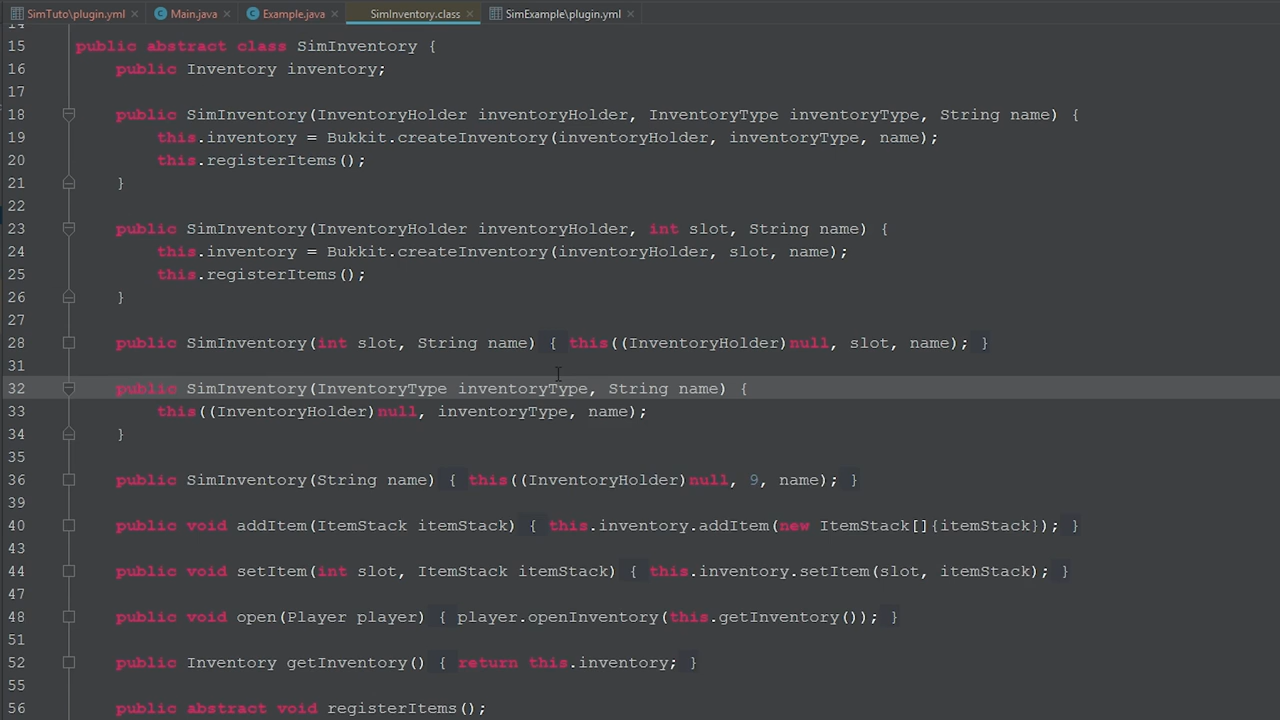 SimTuto\plugin.yml Main.java Example.java SimInventory.class SimExample\plugin.yml
15 public abstract class SimInventory {
16 public Inventory inventory;
17
18 public SimInventory(InventoryHolder inventoryHolder, InventoryType inventoryType, String name) {
19 this.inventory = Bukkit.createInventory(inventoryHolder, inventoryType, name);
20 this.registerItems();
21 }
22
23 public SimInventory(InventoryHolder inventoryHolder, int slot, String name) {
24 this.inventory = Bukkit.createInventory(inventoryHolder, slot, name);
25 this.registerItems();
26 }
27
28 public SimInventory(int slot, String name) { this((InventoryHolder)null, slot, name); }
31
32 public SimInventory(InventoryType inventoryType, String name) {
33 this((InventoryHolder)null, inventoryType, name);
34 }
35
36 public SimInventory(String name) { this((InventoryHolder)null, 9, name); }
39
40 public void addItem(ItemStack itemStack) { this.inventory.addItem(new ItemStack[]{itemStack}); }
43
44 public void setItem(int slot, ItemStack itemStack) { this.inventory.setItem(slot, itemStack); }
47
48 public void open(Player player) { player.openInventory(this.getInventory()); }
51
52 public Inventory getInventory() { return this.inventory; }
55
56 public abstract void registerItems();